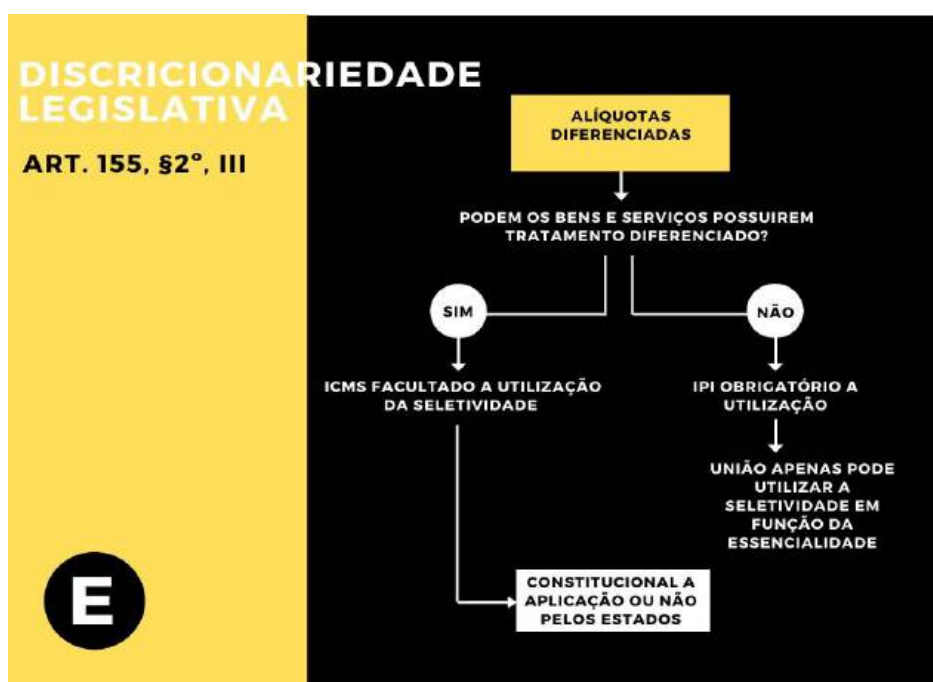 DISCRICIONARIEDADE
LEGISLATIVA
ART. 155, §2º, III
ALÍQUOTAS
DIFERENCIADAS
PODEM OS BENS E SERVIÇOS POSSUIREM
TRATAMENTO DIFERENCIADO?
SIM
NÃO
ICMS FACULTADO A UTILIZAÇÃO
DA SELETIVIDADE
IPI OBRIGATÓRIO A
UTILIZAÇÃO
UNIÃO APENAS PODE
UTILIZAR A
SELETIVIDADE EM
FUNÇÃO DA
ESSENCIALIDADE
CONSTITUCIONAL A
APLICAÇÃO OU NÃO
PELOS ESTADOS
E